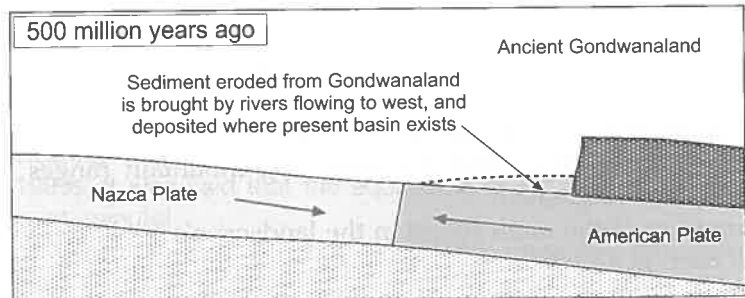 500 million years ago
Ancient Gondwanaland
Sediment eroded from Gondwanaland
is brought by rivers flowing to west, and
deposited where present basin exists
Nazca Plate
American Plate